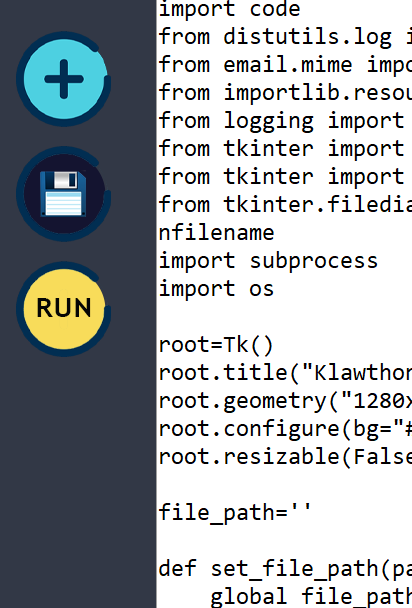 RUN
import code
from distutils.log i
from email.mime impo
from importlib.resou
from logging import
from tkinter import
from tkinter import
from tkinter.filedia
nfilename
import subprocess
import os
root=Tk()
root.title("Klawthor
root.geometry("1280x
root.configure(bg="#
root.resizable(False
file_path=''
def set_file_path(pa
global file_path